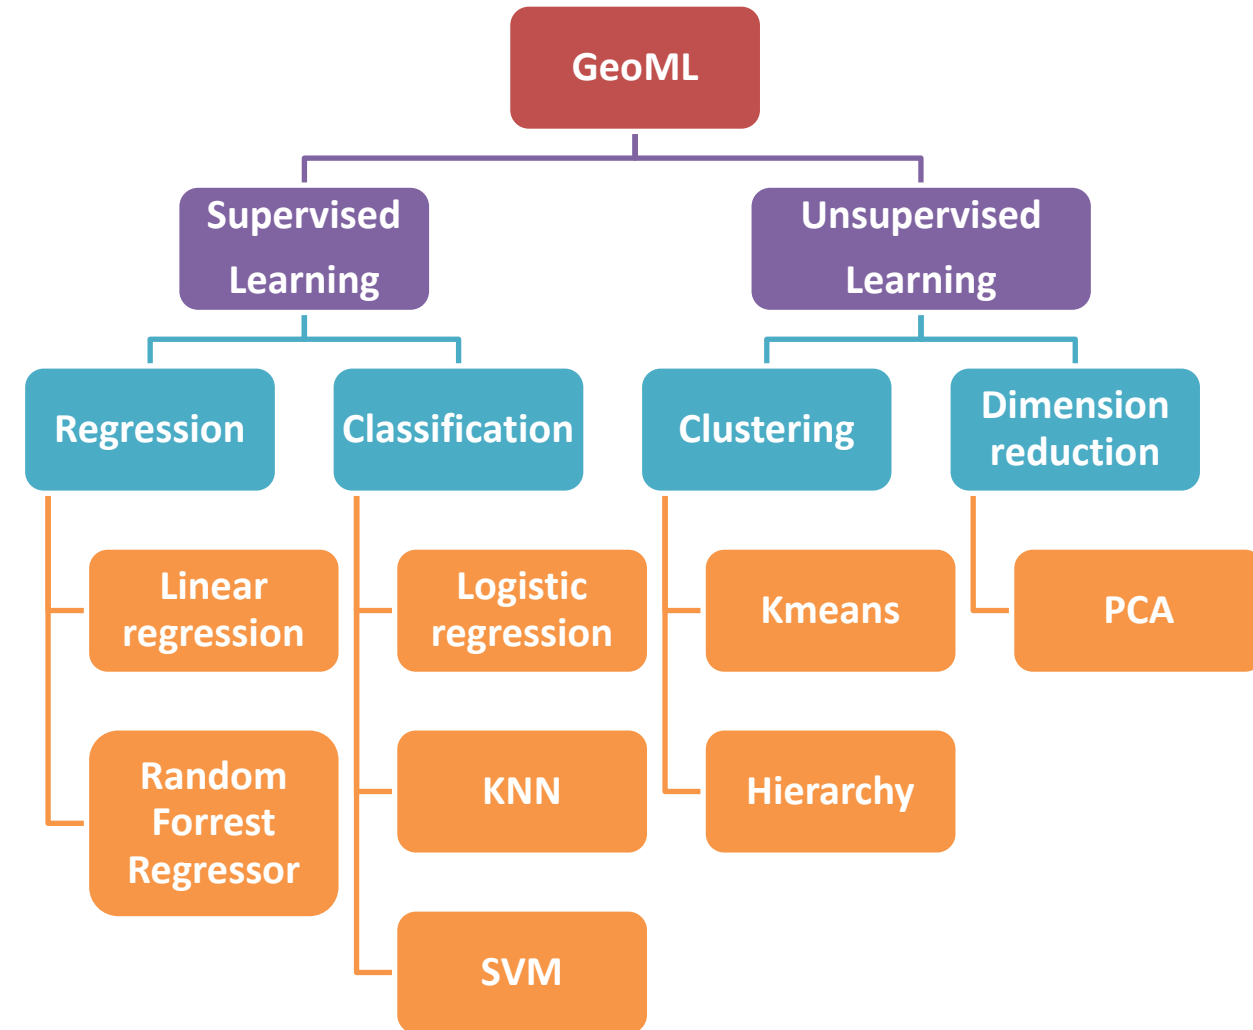 GeoML
Supervised
Learning
Unsupervised
Learning
Regression
Classification
Clustering
Dimension
reduction
Linear
regression
Logistic
regression
Kmeans
PCA
Random
Forrest
Regressor
KNN
Hierarchy
SVM